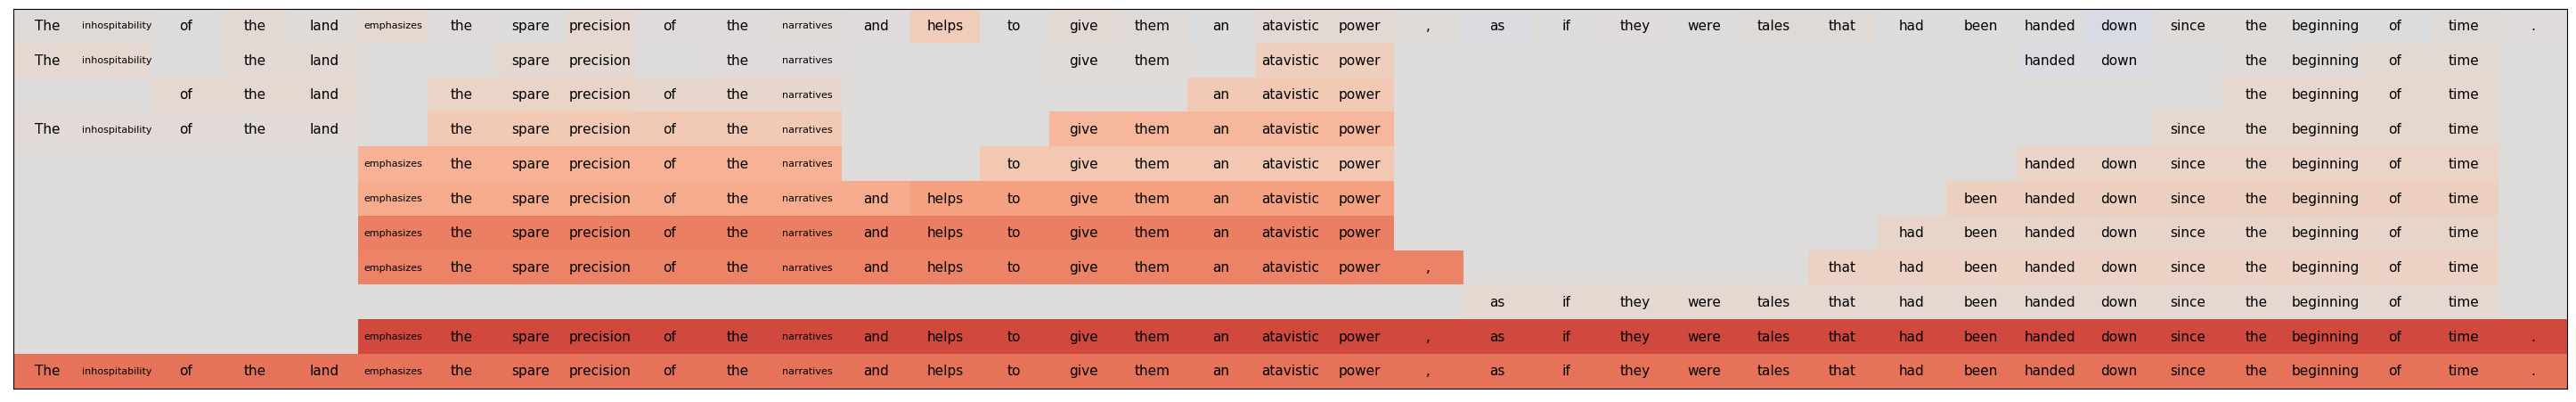 The inhospitability of the land emphasizes the spare precision of the narratives and helps to give them an atavistic power , as if they were tales that had been handed down since the beginning of time .
The inhospitability the land spare precision the narratives give them atavistic power handed down the beginning of time
of the land the spare precision of the narratives an atavistic power the beginning of time
The inhospitability of the land the spare precision of the narratives give them an atavistic power since the beginning of time
emphasizes the spare precision of the narratives to give them an atavistic power handed down since the beginning of time
emphasizes the spare precision of the narratives and helps to give them an atavistic power been handed down since the beginning of time
emphasizes the spare precision of the narratives and helps to give them an atavistic power had been handed down since the beginning of time
emphasizes the spare precision of the narratives and helps to give them an atavistic power , that had been handed down since the beginning of time
as if they were tales that had been handed down since the beginning of time
emphasizes the spare precision of the narratives and helps to give them an atavistic power , as if they were tales that had been handed down since the beginning of time .
The inhospitability of the land emphasizes the spare precision of the narratives and helps to give them an atavistic power , as if they were tales that had been handed down since the beginning of time .